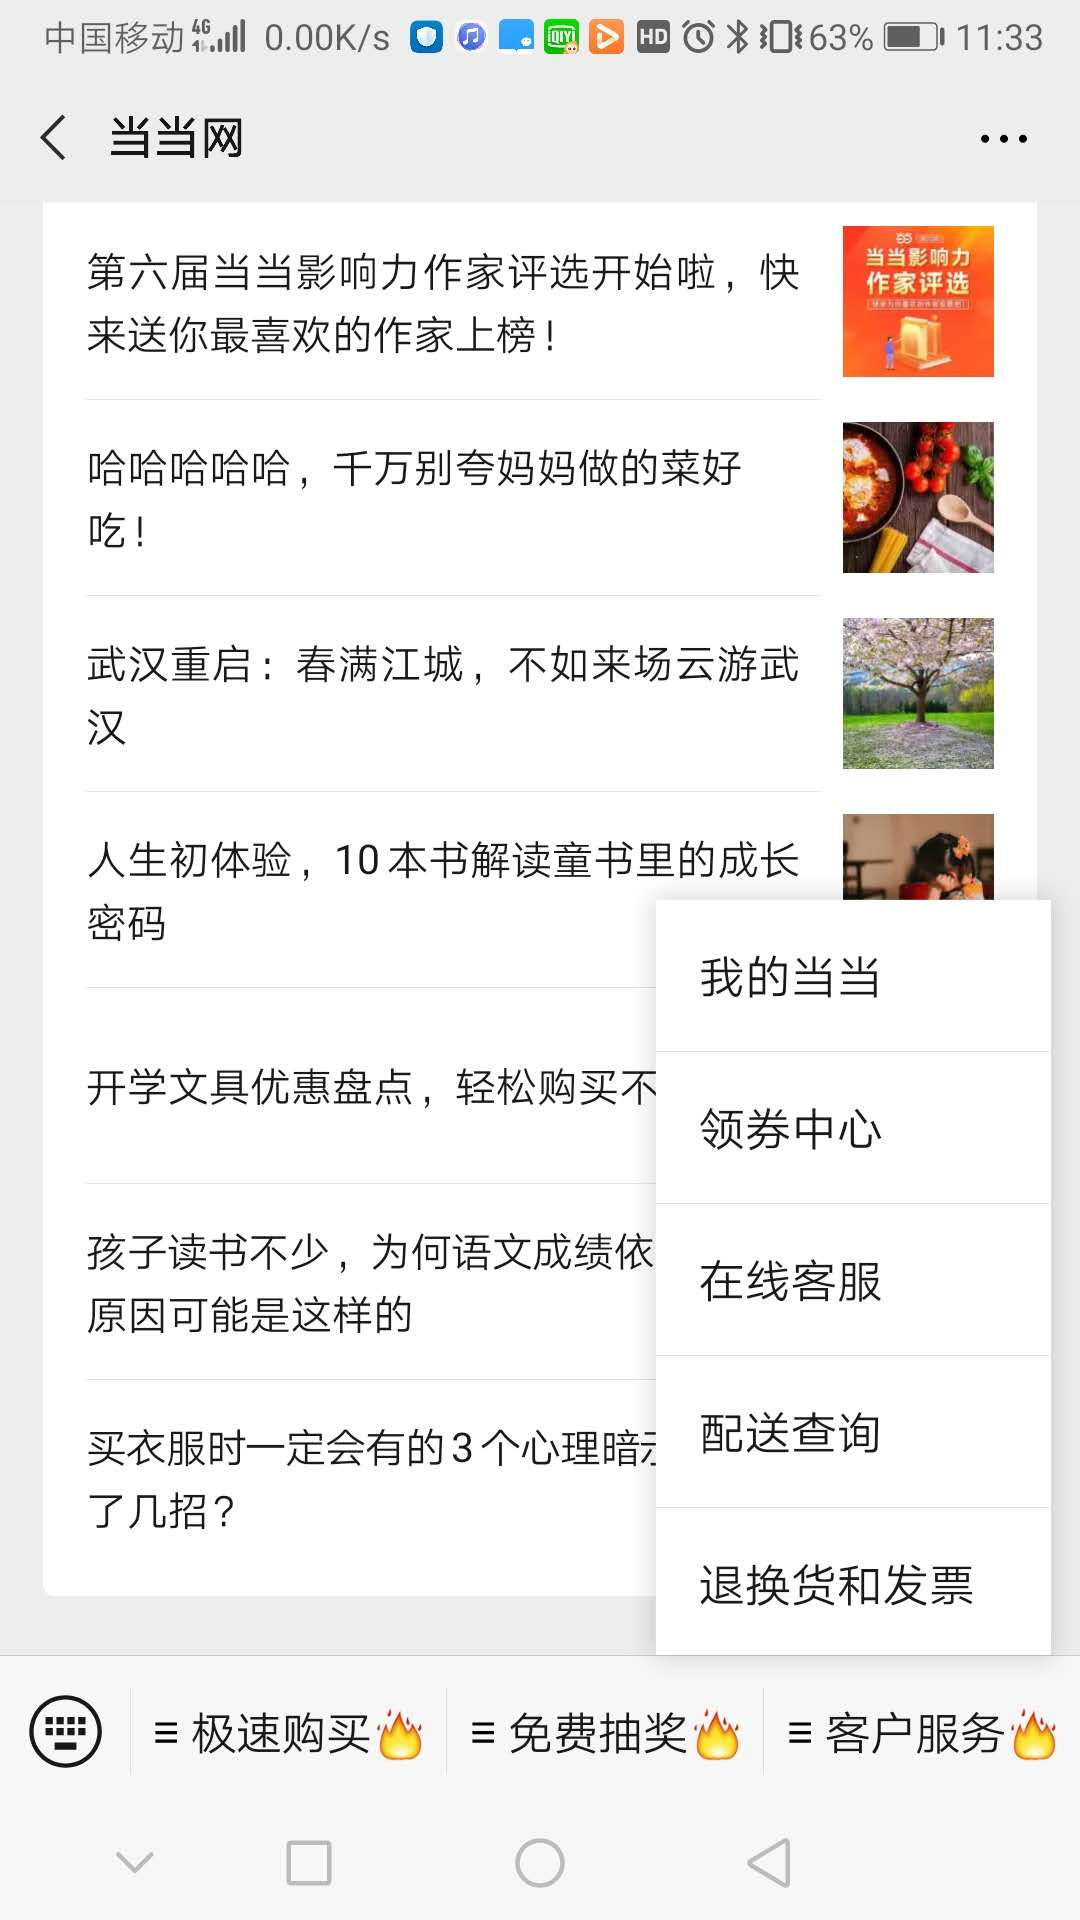 中国移动 4G 0.00K/s QIYI HD 63% 11:33
当当网
第六届当当影响力作家评选开始啦，快
来送你最喜欢的作家上榜！
当当影响力
作家评选
哈哈哈哈哈，千万别夸妈妈做的菜好
吃！
武汉重启：春满江城，不如来场云游武
汉
人生初体验，10本书解读童书里的成长
密码
开学文具优惠盘点，轻松购买不
孩子读书不少，为何语文成绩依
原因可能是这样的
买衣服时一定会有的3个心理暗示
了几招？
我的当当
领券中心
在线客服
配送查询
退换货和发票
极速购买 免费抽奖 客户服务